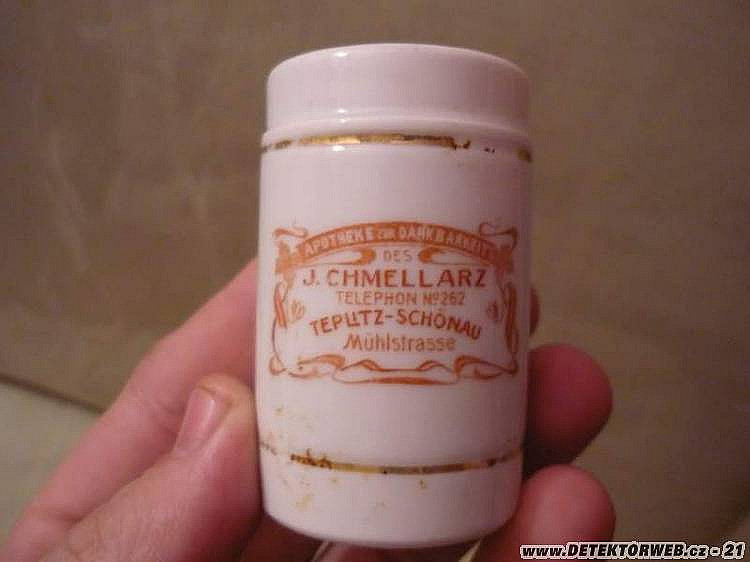 APOTHEKE ZUR DANKBARKEIT
DES
J. CHMELLARZ
TELEPHON No 262
TEPLITZ-SCHÖNAU
Mühlstrasse
www.DETEKTORWEB.cz - 21